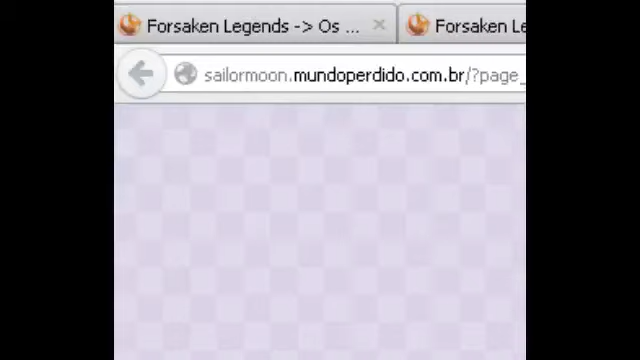 Forsaken Legends -> Os ... Forsaken Le
sailormoon.mundoperdido.com.br/?page_